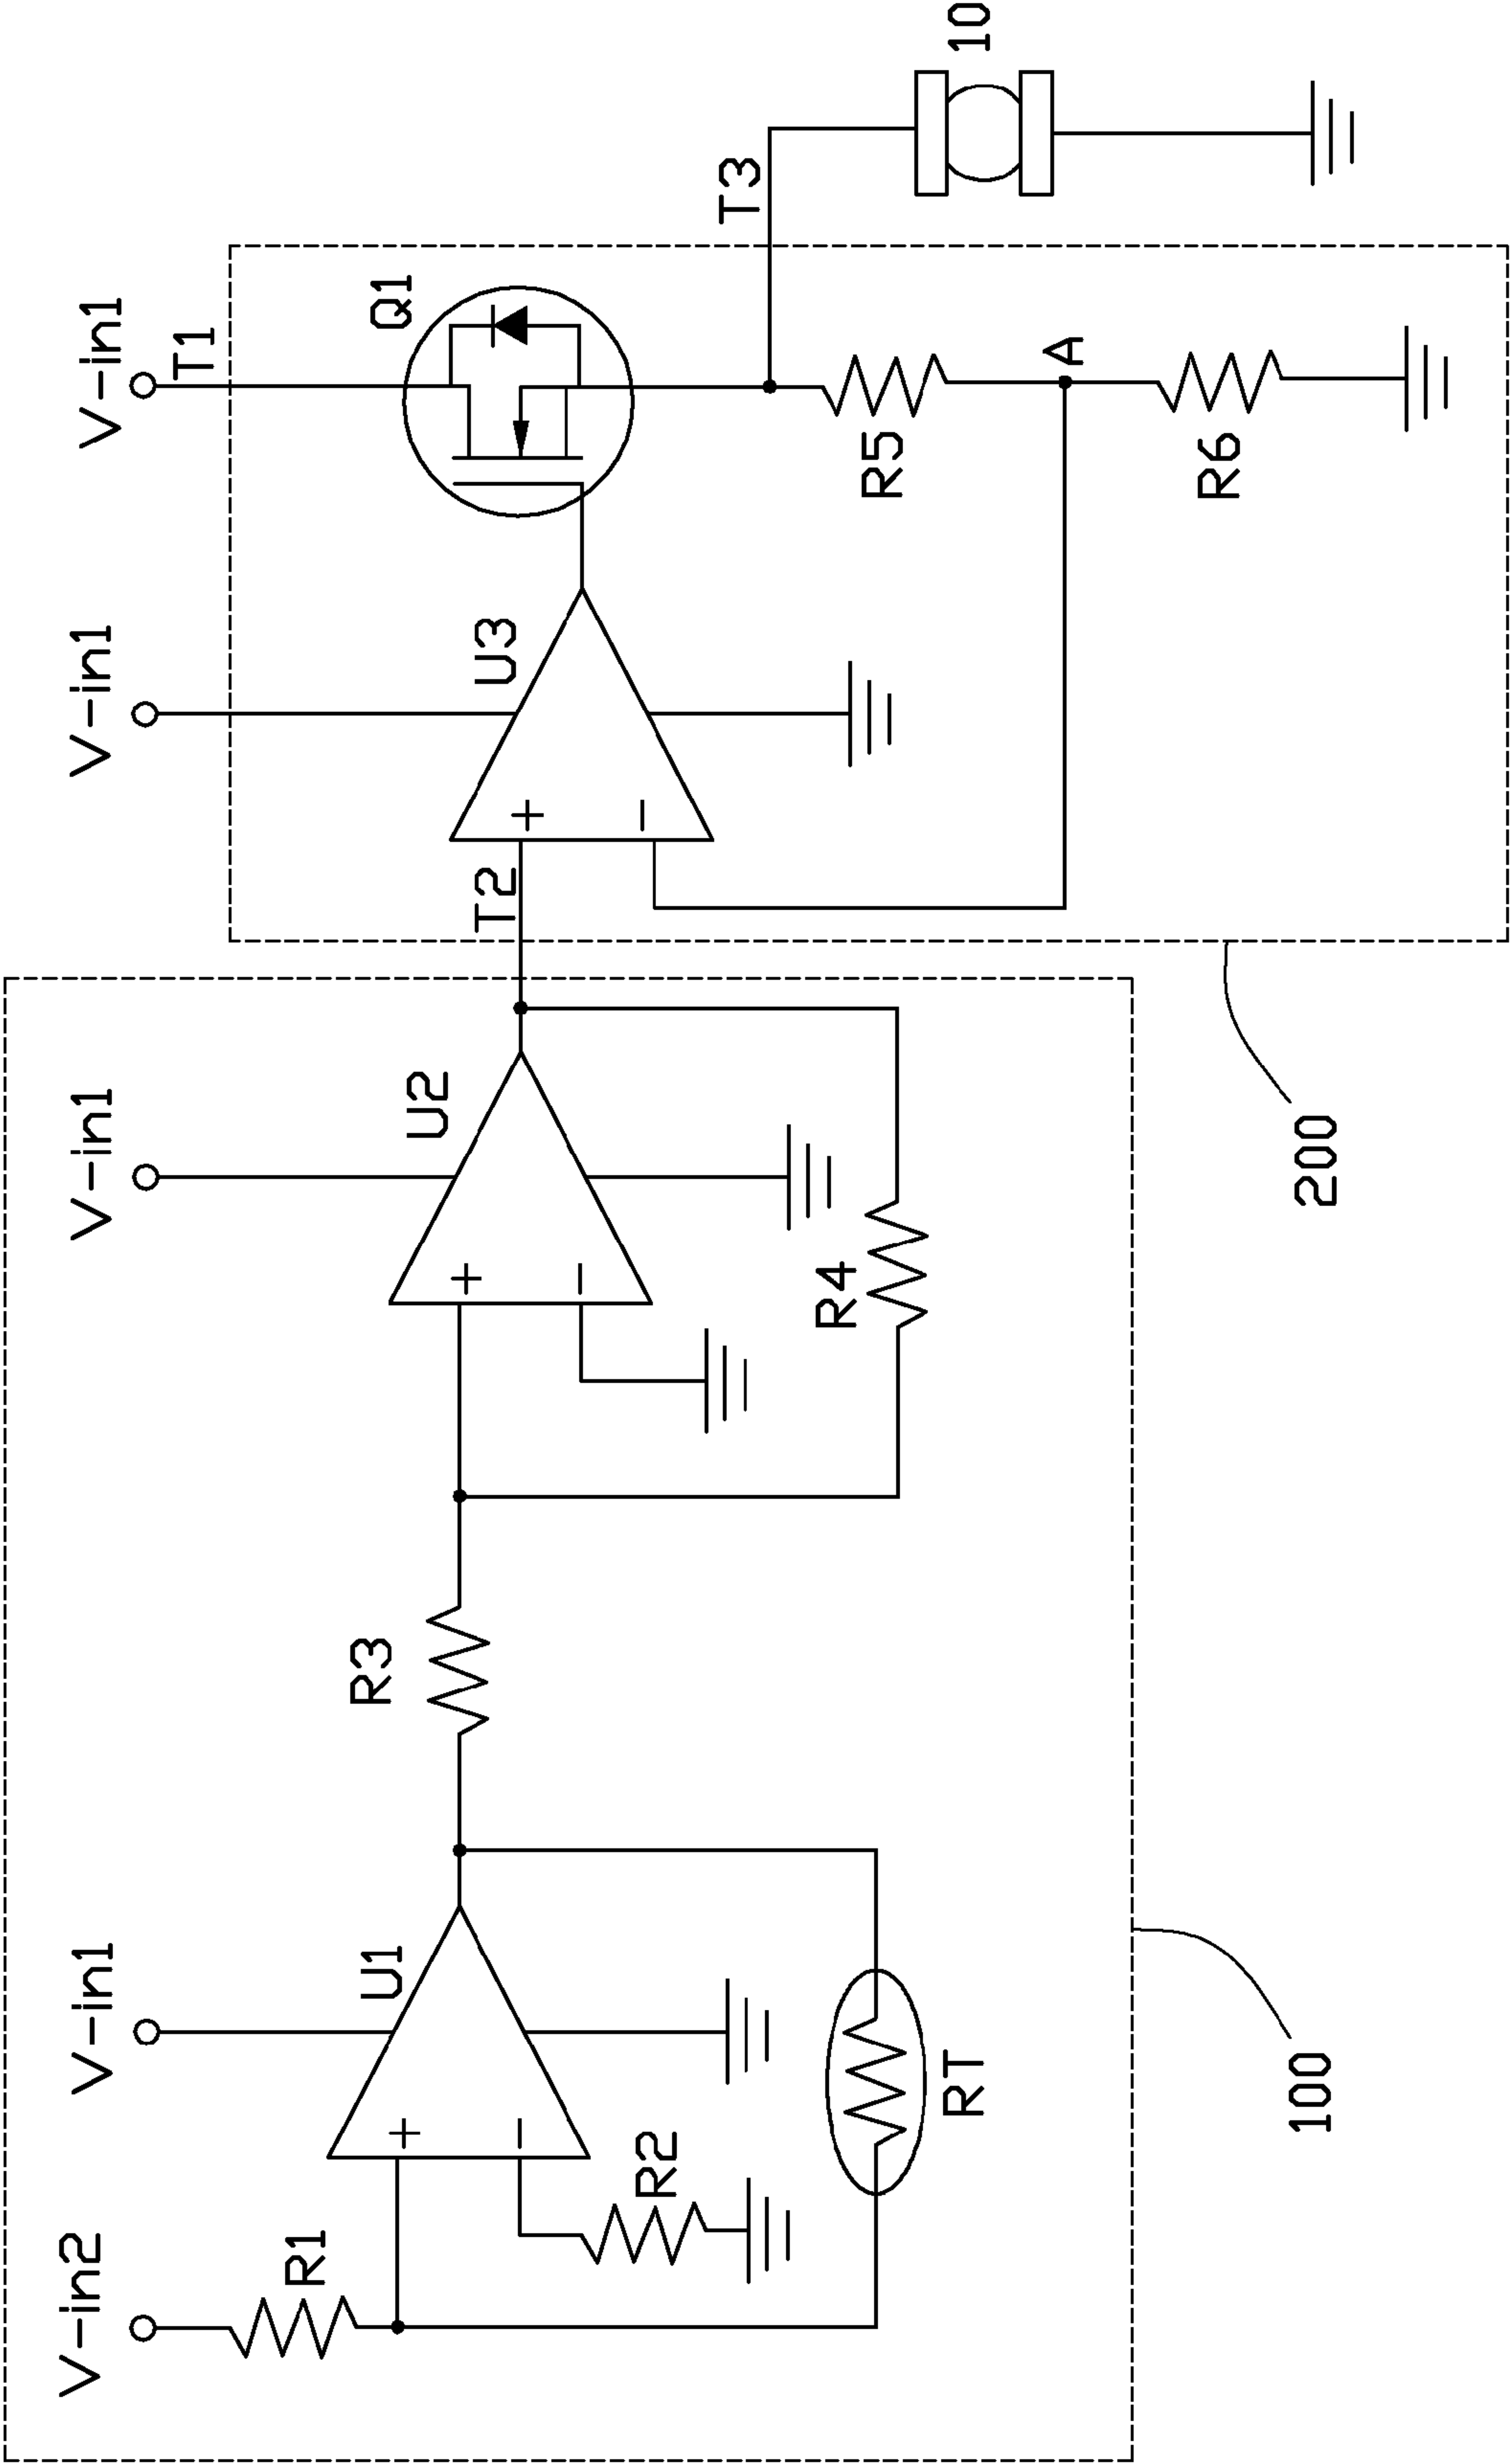 V-in1
T1
Q1
V-in1
U3
+
-
T2
T3
10
R5
A
R6
V-in1
U2
+
-
R4
200
R3
V-in1
U1
+
-
R2
RT
V-in2
R1
100